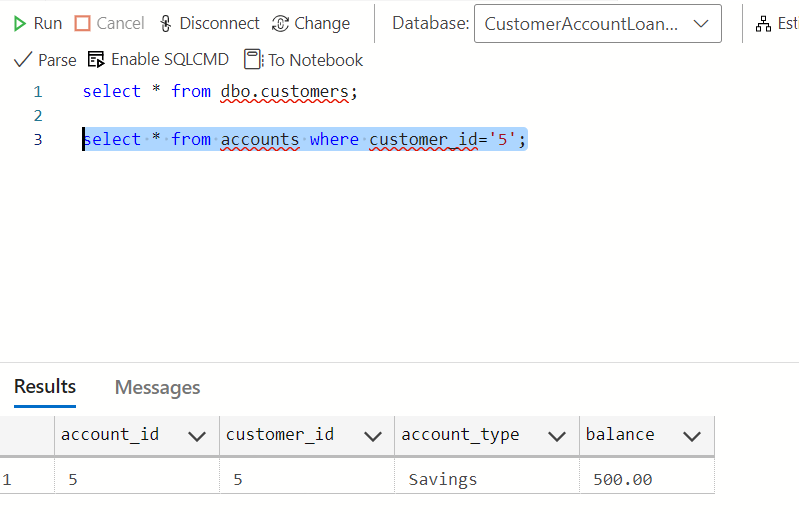 Run Cancel Disconnect Change Database: CustomerAccountLoan... Esti
Parse Enable SQLCMD To Notebook
1 select * from dbo.customers;
2
3 select * from accounts where customer_id='5';
Results Messages
account_id customer_id account_type balance
1 5 5 Savings 500.00